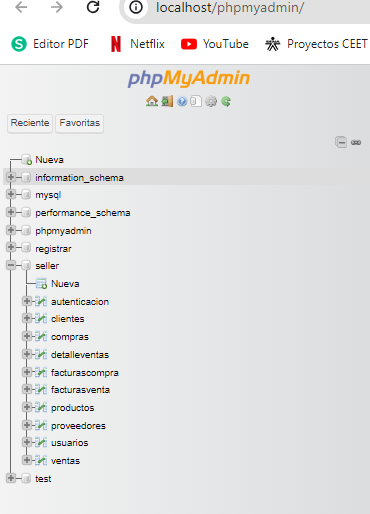 localhost/phpmyadmin/
Editor PDF Netflix YouTube Proyectos CEET
phpMyAdmin
Reciente Favoritas
Nueva
information_schema
mysql
performance_schema
phpmyadmin
registrar
seller
Nueva
autenticacion
clientes
compras
detalleventas
facturascompra
facturasventa
productos
proveedores
usuarios
ventas
test